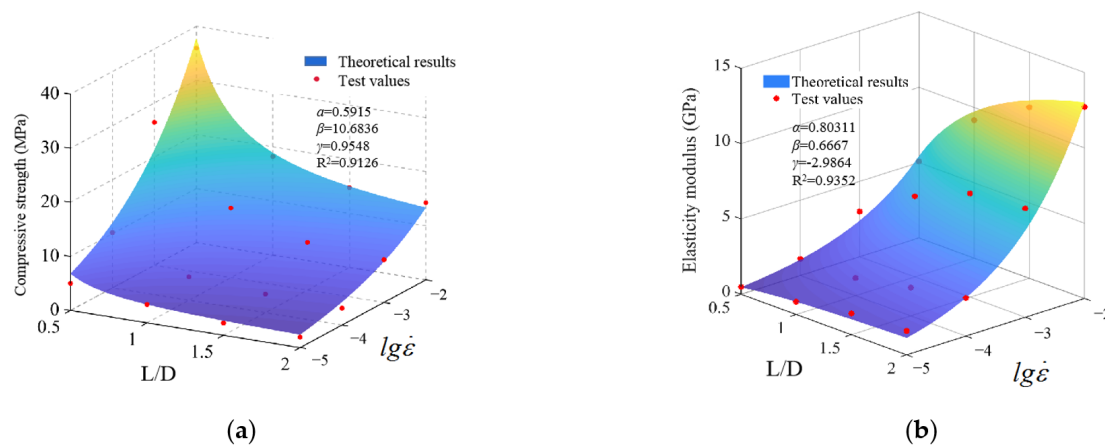 Theoretical results
Test values
a=0.5915
β=10.6836
γ=0.9548
R²=0.9126
Compressive strength (MPa)
40
30
20
10
0
0.5
1
1.5
2
L/D
−5
−4
−3
−2
lgε̇
(a)
Theoretical results
Test values
α=0.80311
β=0.6667
γ=-2.9864
R²=0.9352
Elasticity modulus (GPa)
15
10
5
0
0.5
1
1.5
2
L/D
−5
−4
−3
−2
lgε̇
(b)